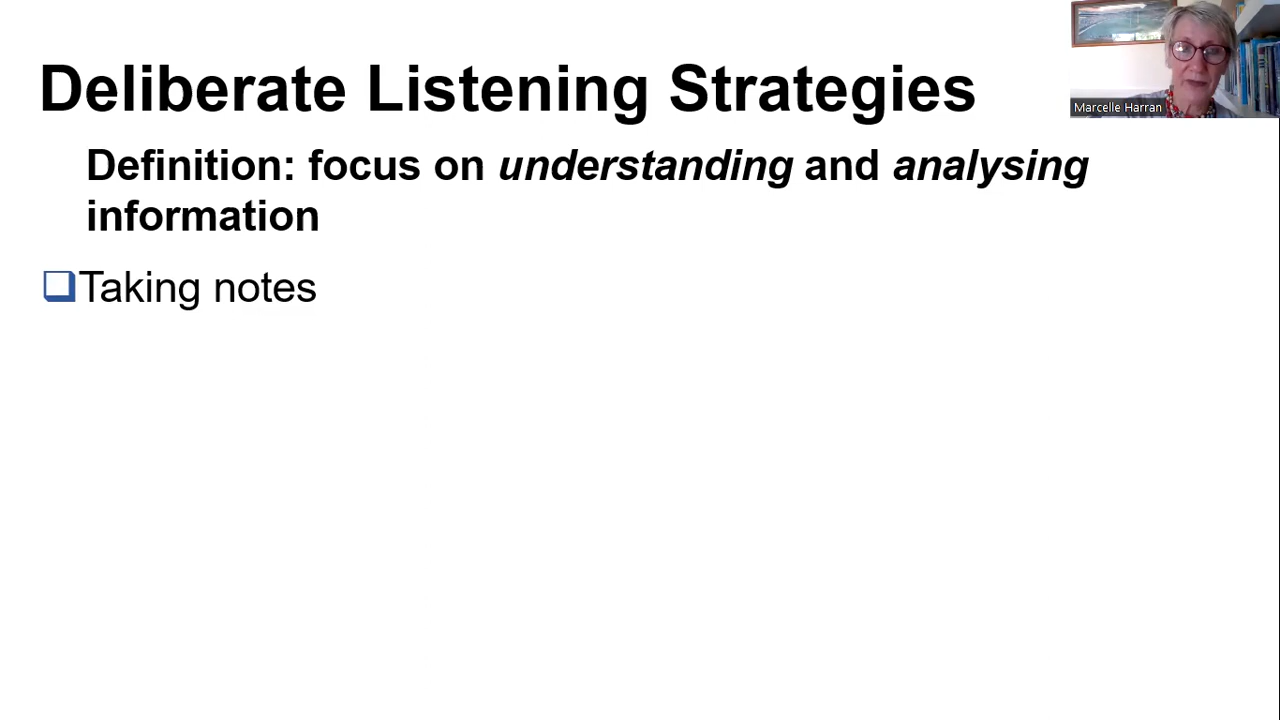 Deliberate Listening Strategies
Marcelle Harran
Definition: focus on understanding and analysing
information
Taking notes